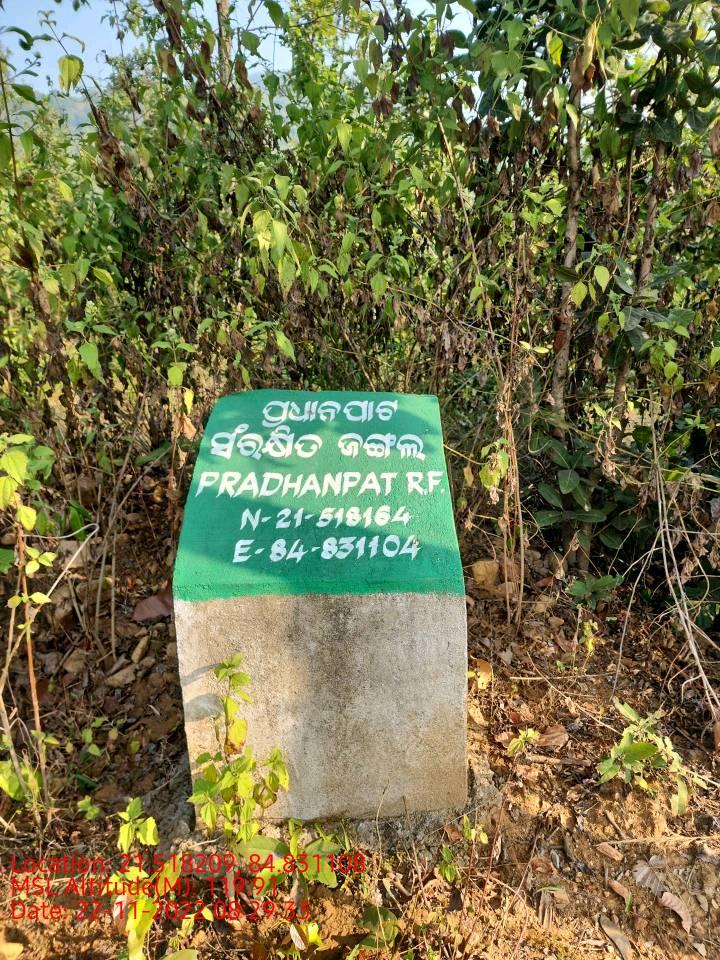 ପ୍ରଧାନପାଟ
ସଂରକ୍ଷିତ ଜଙ୍ଗଲ
PRADHANPAT R.F.
N-21-518164
E-84-831104
Location: 21.518209, 84.831108
MSL Altitude(M) 119.91
Date: 22-11-2022 08:29:33